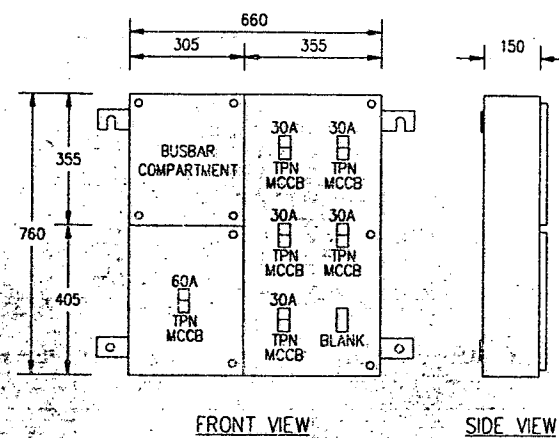 660
305 355 150
355
760
405
BUSBAR
COMPARTMENT
30A 30A
TPN TPN
MCCB MCCB
30A 30A
TPN TPN
MCCB MCCB
60A
TPN
MCCB
30A
TPN BLANK
MCCB
FRONT VIEW SIDE VIEW